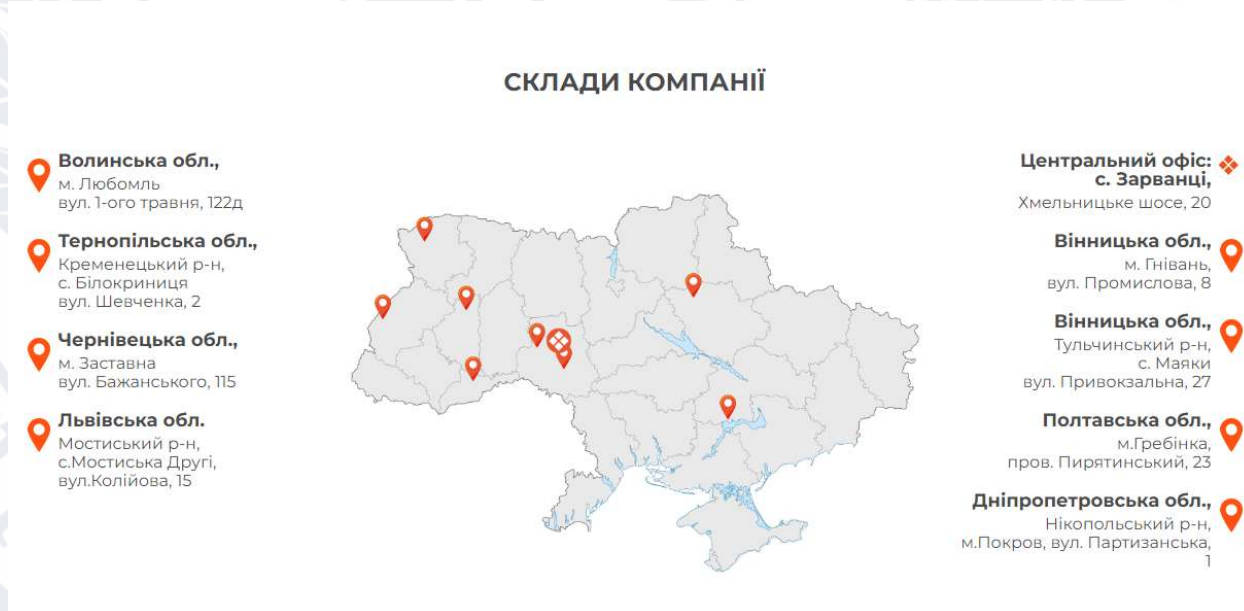 СКЛАДИ КОМПАНІЇ
Волинська обл.,
м. Любомль
вул. 1-ого травня, 122д
Тернопільська обл.,
Кременецький р-н,
с. Білокриниця
вул. Шевченка, 2
Чернівецька обл.,
м. Заставна
вул. Бажанського, 115
Львівська обл.
Мостиський р-н,
с.Мостиська Другі,
вул.Колійова, 15
Центральний офіс:
с. Зарванці,
Хмельницьке шосе, 20
Вінницька обл.,
м. Гнівань,
вул. Промислова, 8
Вінницька обл.,
Тульчинський р-н,
с. Маяки
вул. Привокзальна, 27
Полтавська обл.,
м.Гребінка,
пров. Пирятинський, 23
Дніпропетровська обл.,
Нікопольський р-н,
м.Покров, вул. Партизанська,
1